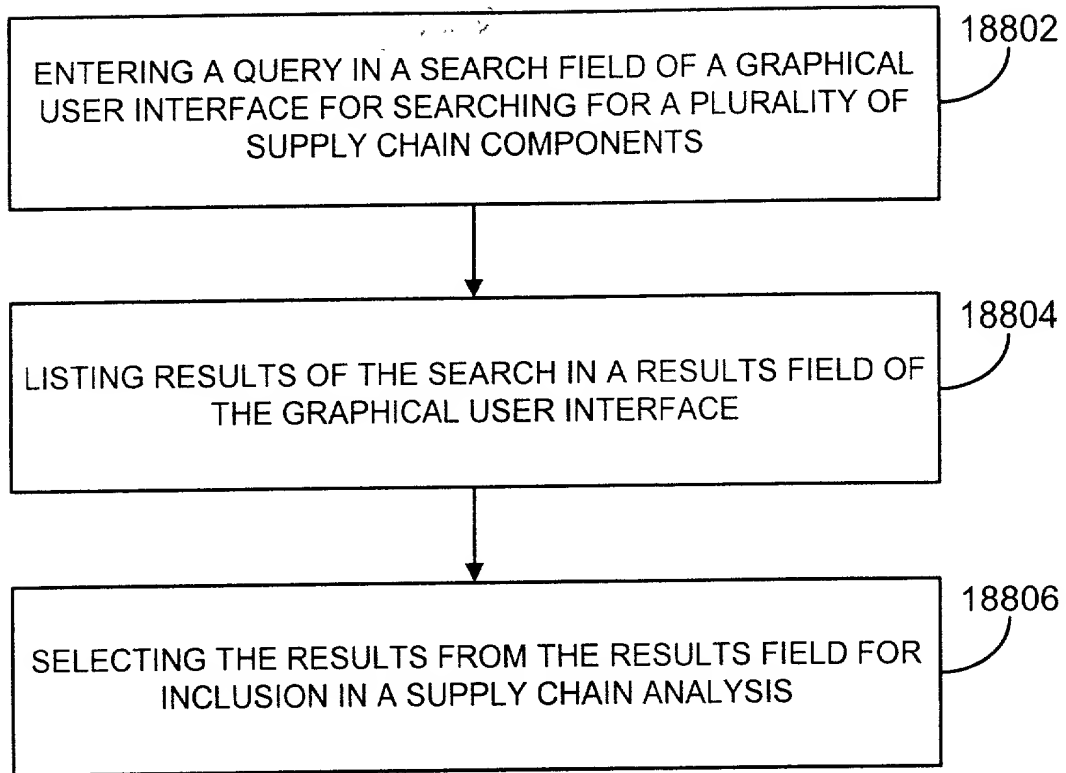 18802
ENTERING A QUERY IN A SEARCH FIELD OF A GRAPHICAL
USER INTERFACE FOR SEARCHING FOR A PLURALITY OF
SUPPLY CHAIN COMPONENTS
18804
LISTING RESULTS OF THE SEARCH IN A RESULTS FIELD OF
THE GRAPHICAL USER INTERFACE
18806
SELECTING THE RESULTS FROM THE RESULTS FIELD FOR
INCLUSION IN A SUPPLY CHAIN ANALYSIS